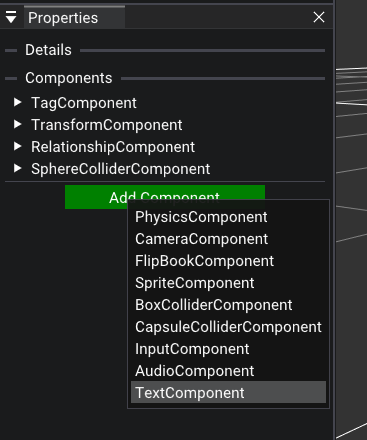 Properties
Details
Components
TagComponent
TransformComponent
RelationshipComponent
SphereColliderComponent
Add Component
PhysicsComponent
CameraComponent
FlipBookComponent
SpriteComponent
BoxColliderComponent
CapsuleColliderComponent
InputComponent
AudioComponent
TextComponent